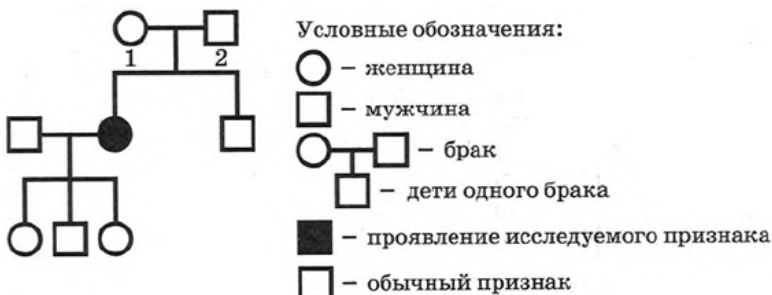 Условные обозначения:
1 2
– женщина
– мужчина
– брак
– дети одного брака
– проявление исследуемого признака
– обычный признак